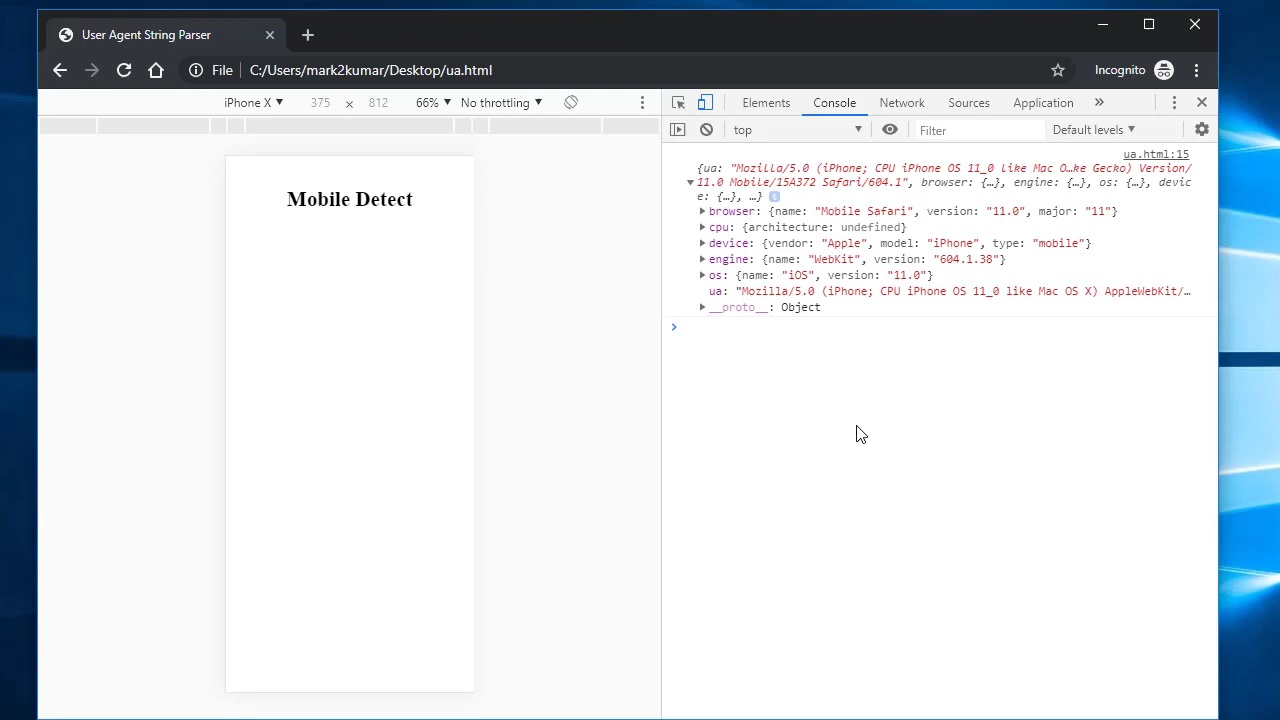 User Agent String Parser
File C:/Users/mark2kumar/Desktop/ua.html
Incognito
iPhone X 375 × 812 66% No throttling
Elements Console Network Sources Application »
top Filter Default levels
ua.html:15
{ua: "Mozilla/5.0 (iPhone; CPU iPhone OS 11_0 like Mac O…ke Gecko) Version/
11.0 Mobile/15A372 Safari/604.1", browser: {…}, engine: {…}, os: {…}, devic
e: {…}, …} i
browser: {name: "Mobile Safari", version: "11.0", major: "11"}
cpu: {architecture: undefined}
device: {vendor: "Apple", model: "iPhone", type: "mobile"}
engine: {name: "WebKit", version: "604.1.38"}
os: {name: "iOS", version: "11.0"}
ua: "Mozilla/5.0 (iPhone; CPU iPhone OS 11_0 like Mac OS X) AppleWebKit/…
__proto__: Object
Mobile Detect